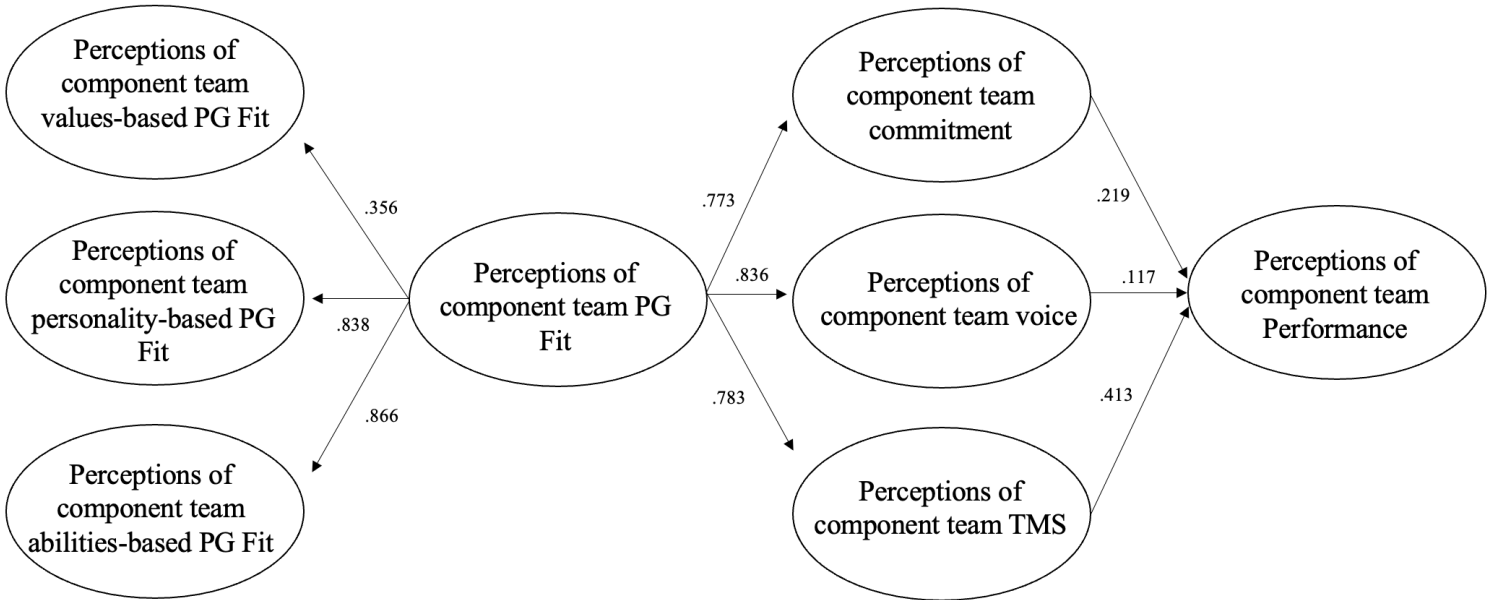 Perceptions of
component team
values-based PG Fit
Perceptions of
component team
personality-based PG
Fit
Perceptions of
component team
abilities-based PG Fit
.356
.838
.866
Perceptions of
component team PG
Fit
.773
.836
.783
Perceptions of
component team
commitment
Perceptions of
component team voice
Perceptions of
component team TMS
.219
.117
.413
Perceptions of
component team
Performance